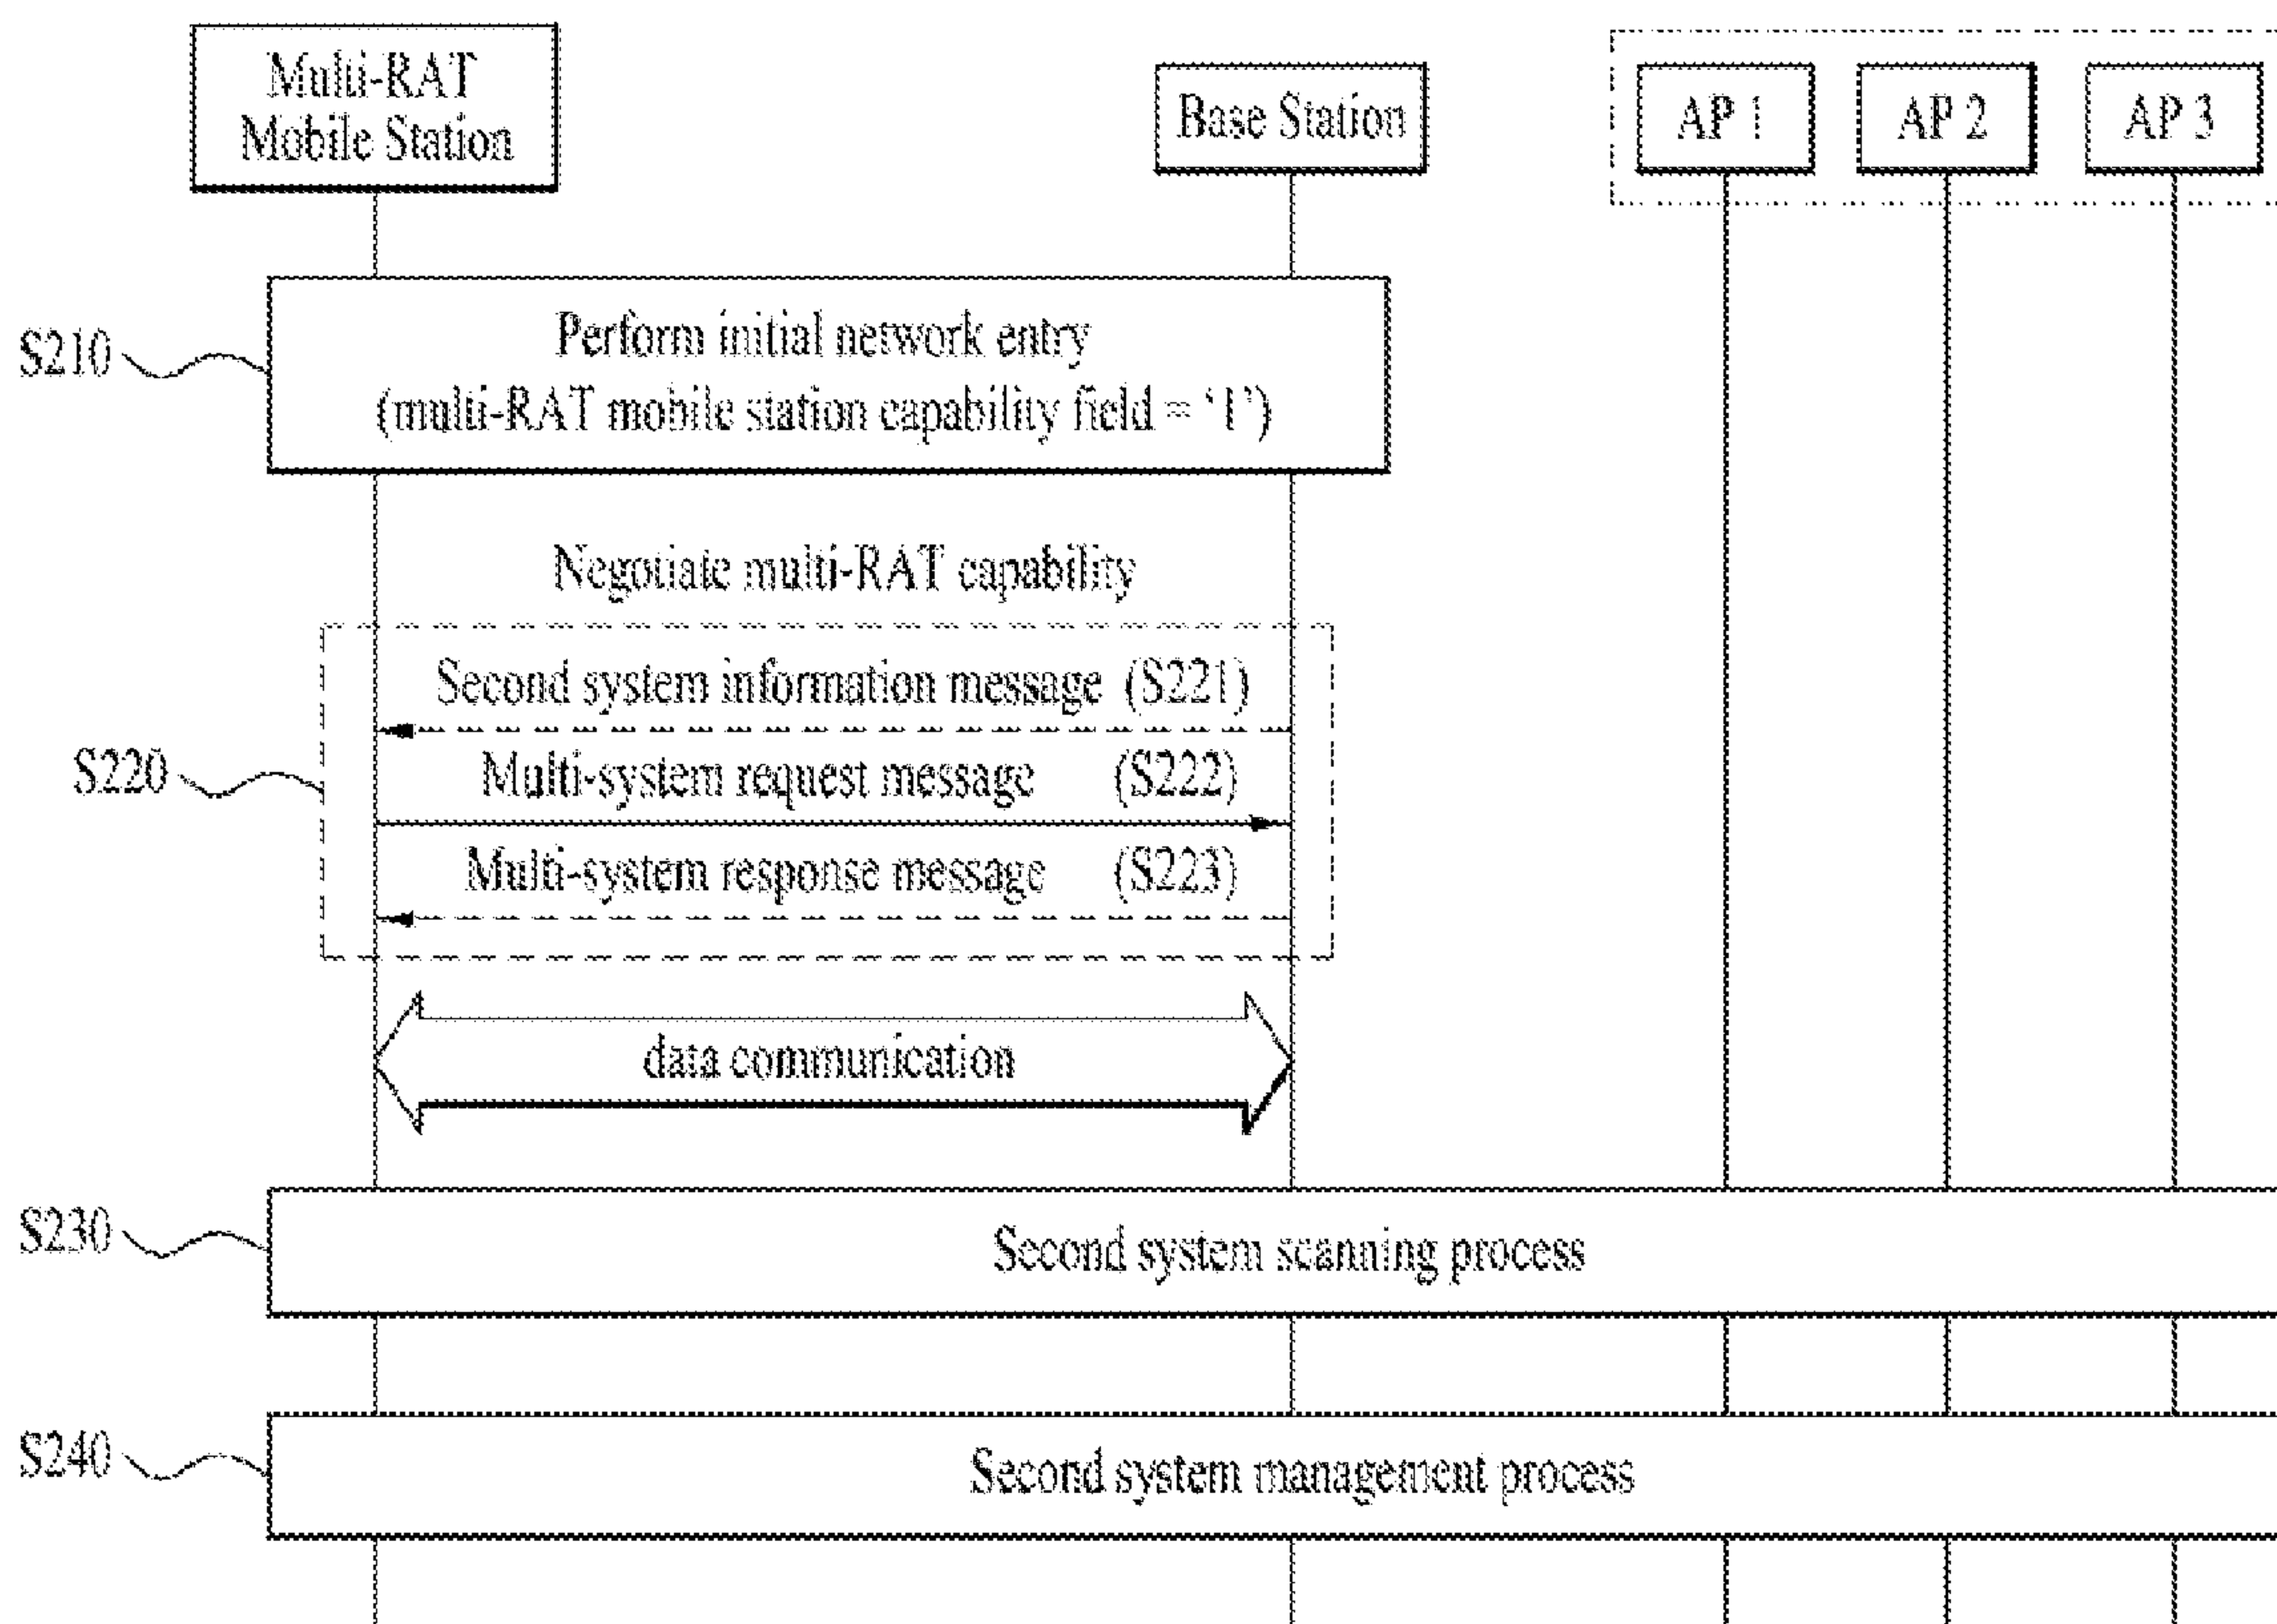 Multi-RAT
Mobile Station
Base Station
AP 1
AP 2
AP 3
S210
Perform initial network entry
(multi-RAT mobile station capability field = ‘1’)
Negotiate multi-RAT capability
S220
Second system information message (S221)
Multi-system request message (S222)
Multi-system response message (S223)
data communication
S230
Second system scanning process
S240
Second system management process